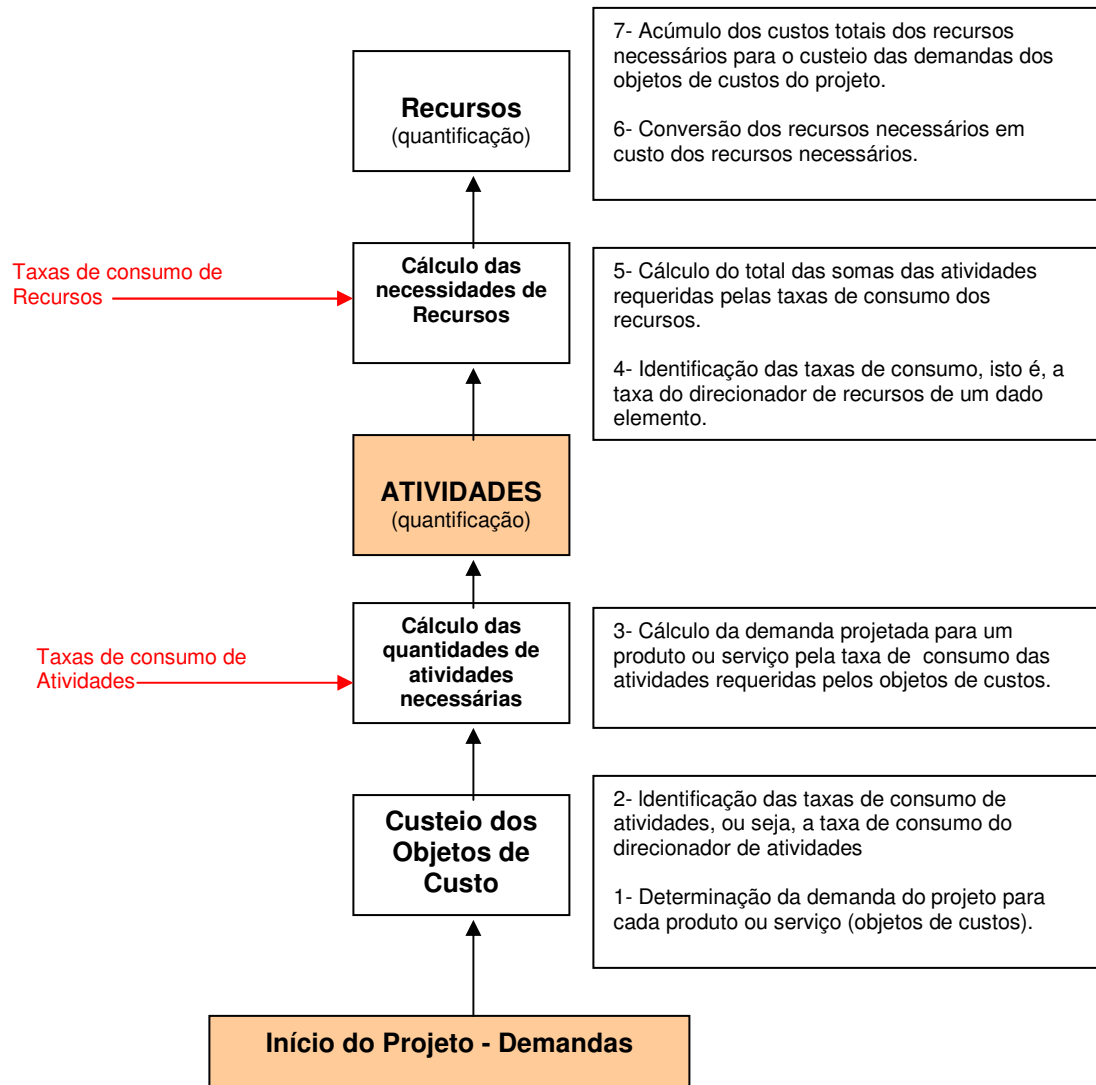 Recursos
(quantificação)
7- Acúmulo dos custos totais dos recursos
necessários para o custeio das demandas dos
objetos de custos do projeto.
6- Conversão dos recursos necessários em
custo dos recursos necessários.
Taxas de consumo de
Recursos
Cálculo das
necessidades de
Recursos
5- Cálculo do total das somas das atividades
requeridas pelas taxas de consumo dos
recursos.
4- Identificação das taxas de consumo, isto é, a
taxa do direcionador de recursos de um dado
elemento.
ATIVIDADES
(quantificação)
Taxas de consumo de
Atividades
Cálculo das
quantidades de
atividades
necessárias
3- Cálculo da demanda projetada para um
produto ou serviço pela taxa de consumo das
atividades requeridas pelos objetos de custos.
Custeio dos
Objetos de
Custo
2- Identificação das taxas de consumo de
atividades, ou seja, a taxa de consumo do
direcionador de atividades
1- Determinação da demanda do projeto para
cada produto ou serviço (objetos de custos).
Início do Projeto - Demandas